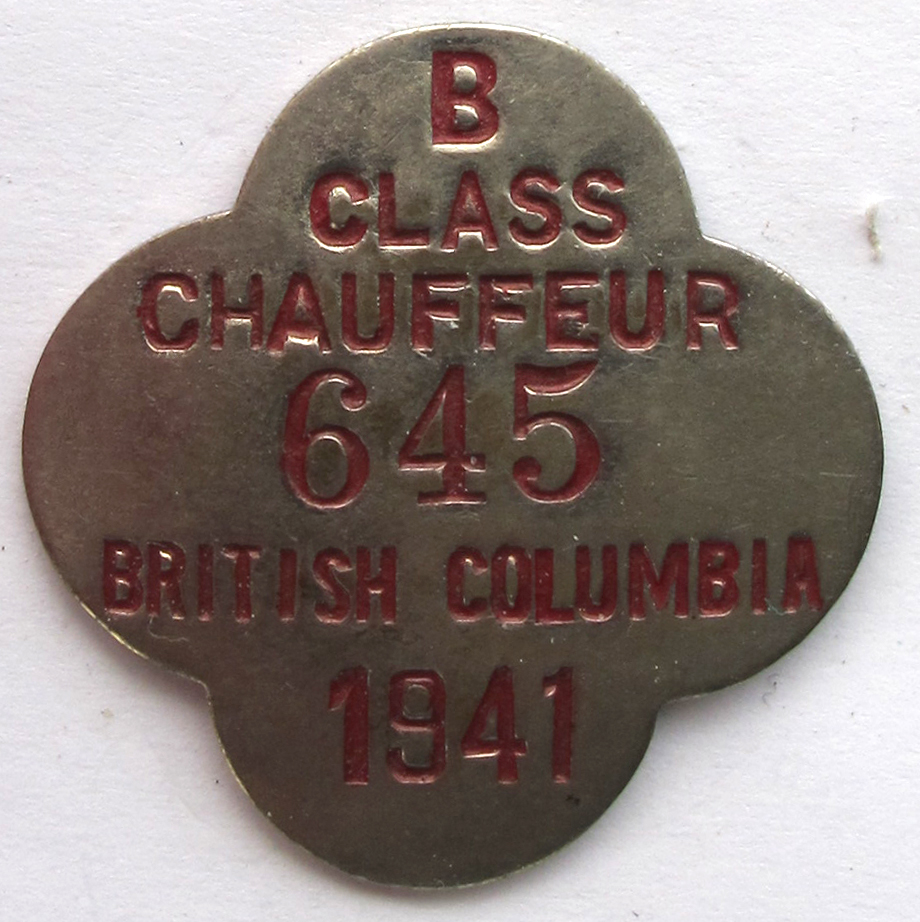 B
CLASS
CHAUFFEUR
645
BRITISH COLUMBIA
1941